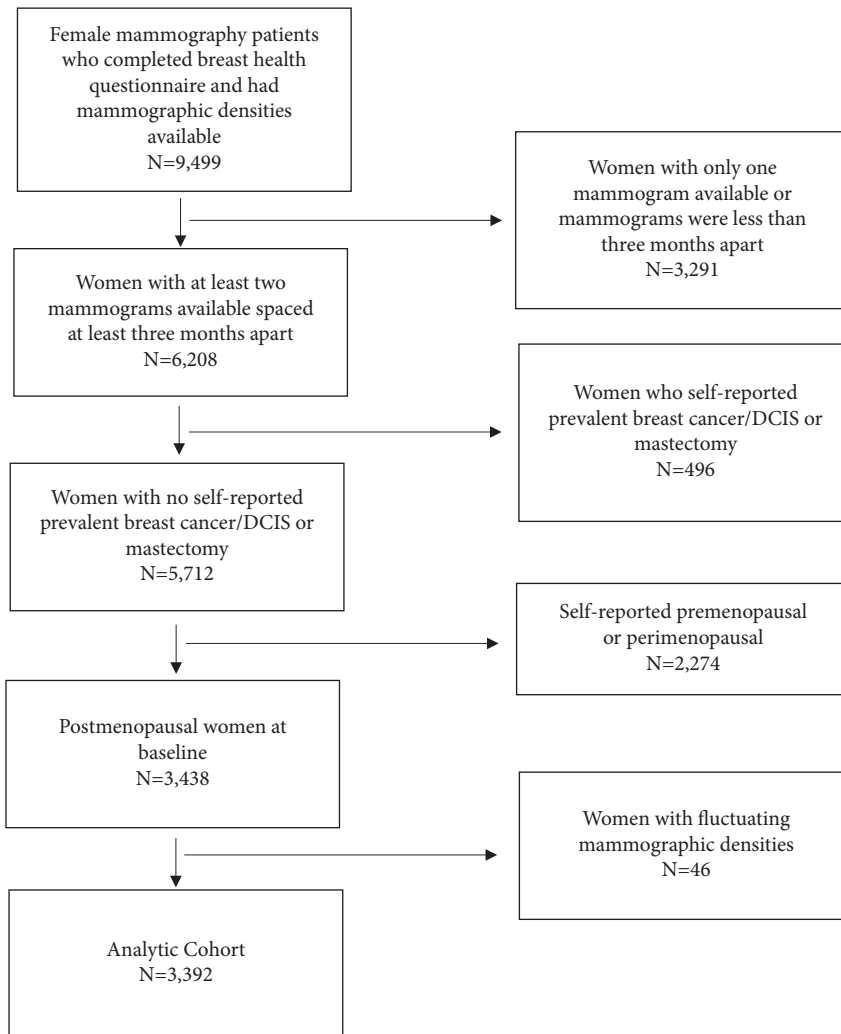 Female mammography patients
who completed breast health
questionnaire and had
mammographic densities
available
N=9,499
Women with only one
mammogram available or
mammograms were less than
three months apart
N=3,291
Women with at least two
mammograms available spaced
at least three months apart
N=6,208
Women who self-reported
prevalent breast cancer/DCIS or
mastectomy
N=496
Women with no self-reported
prevalent breast cancer/DCIS or
mastectomy
N=5,712
Self-reported premenopausal
or perimenopausal
N=2,274
Postmenopausal women at
baseline
N=3,438
Women with fluctuating
mammographic densities
N=46
Analytic Cohort
N=3,392